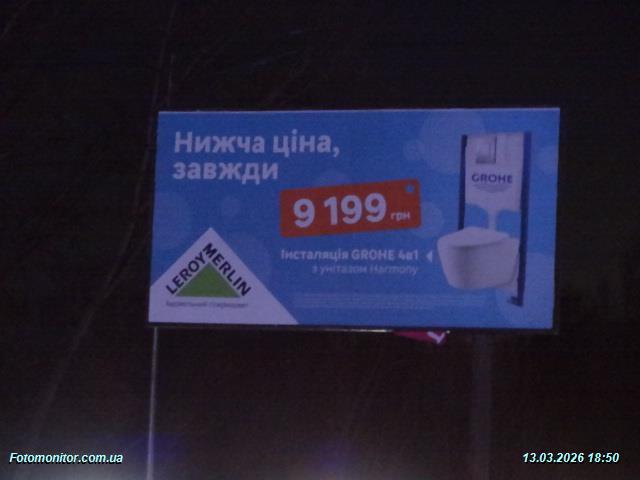 Нижча ціна,
завжди
9 199 грн
GROHE
Інсталяція GROHE 4в1
з унітазом Harmony
LEROY MERLIN
Fotomonitor.com.ua
13.03.2026 18:50